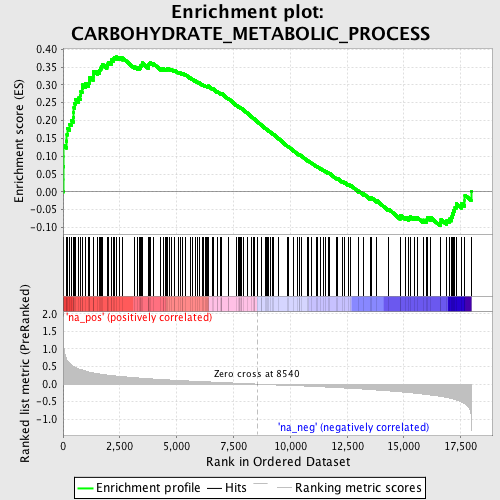 Enrichment plot:
CARBOHYDRATE_METABOLIC_PROCESS
Enrichment score (ES)
0.40
0.35
0.30
0.25
0.20
0.15
0.10
0.05
0.00
-0.05
-0.10
'na_pos' (positively correlated)
Ranked list metric (PreRanked)
2.0
1.5
1.0
0.5
0.0
-0.5
-1.0
Zero cross at 8540
'na_neg' (negatively correlated)
0
2,500
5,000
7,500
10,000
12,500
15,000
17,500
Rank in Ordered Dataset
Enrichment profile
Hits
Ranking metric scores